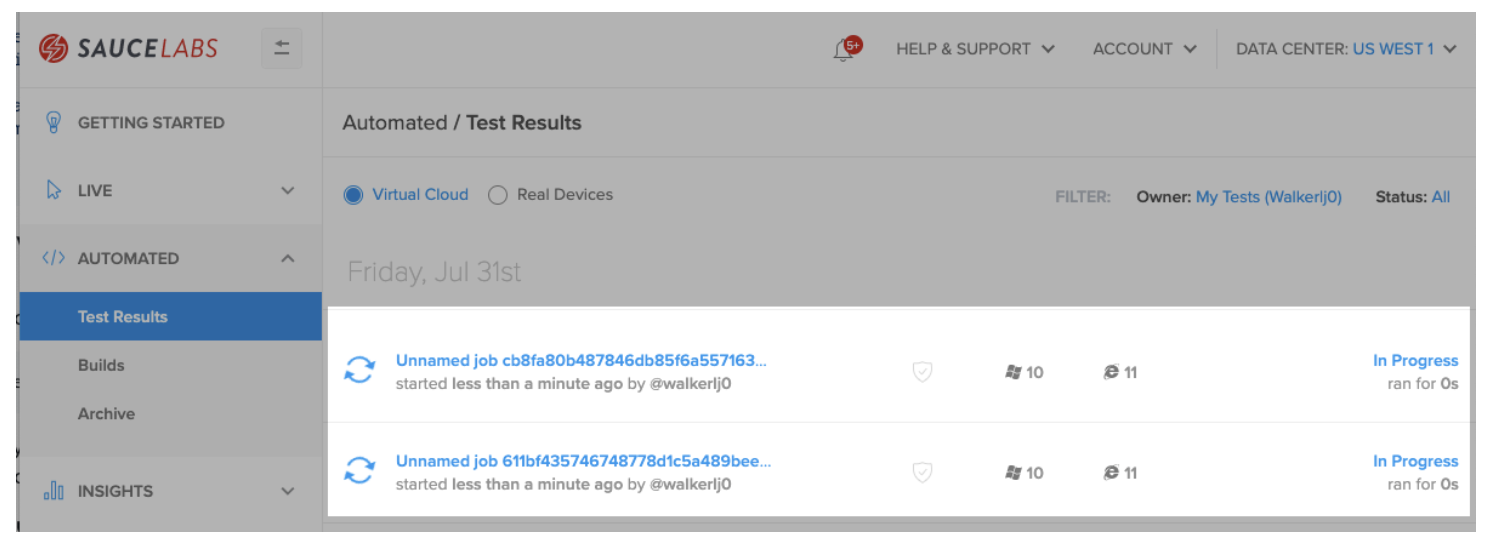 SAUCELABS
5+
HELP & SUPPORT
ACCOUNT
DATA CENTER: US WEST 1
GETTING STARTED
LIVE
AUTOMATED
Test Results
Builds
Archive
INSIGHTS
Automated / Test Results
Virtual Cloud
Real Devices
FILTER:
Owner: My Tests (Walkerlj0)
Status: All
Friday, Jul 31st
Unnamed job cb8fa80b487846db85f6a557163...
started less than a minute ago by @walkerlj0
10
11
In Progress
ran for 0s
Unnamed job 611bf435746748778d1c5a489bee...
started less than a minute ago by @walkerlj0
10
11
In Progress
ran for 0s